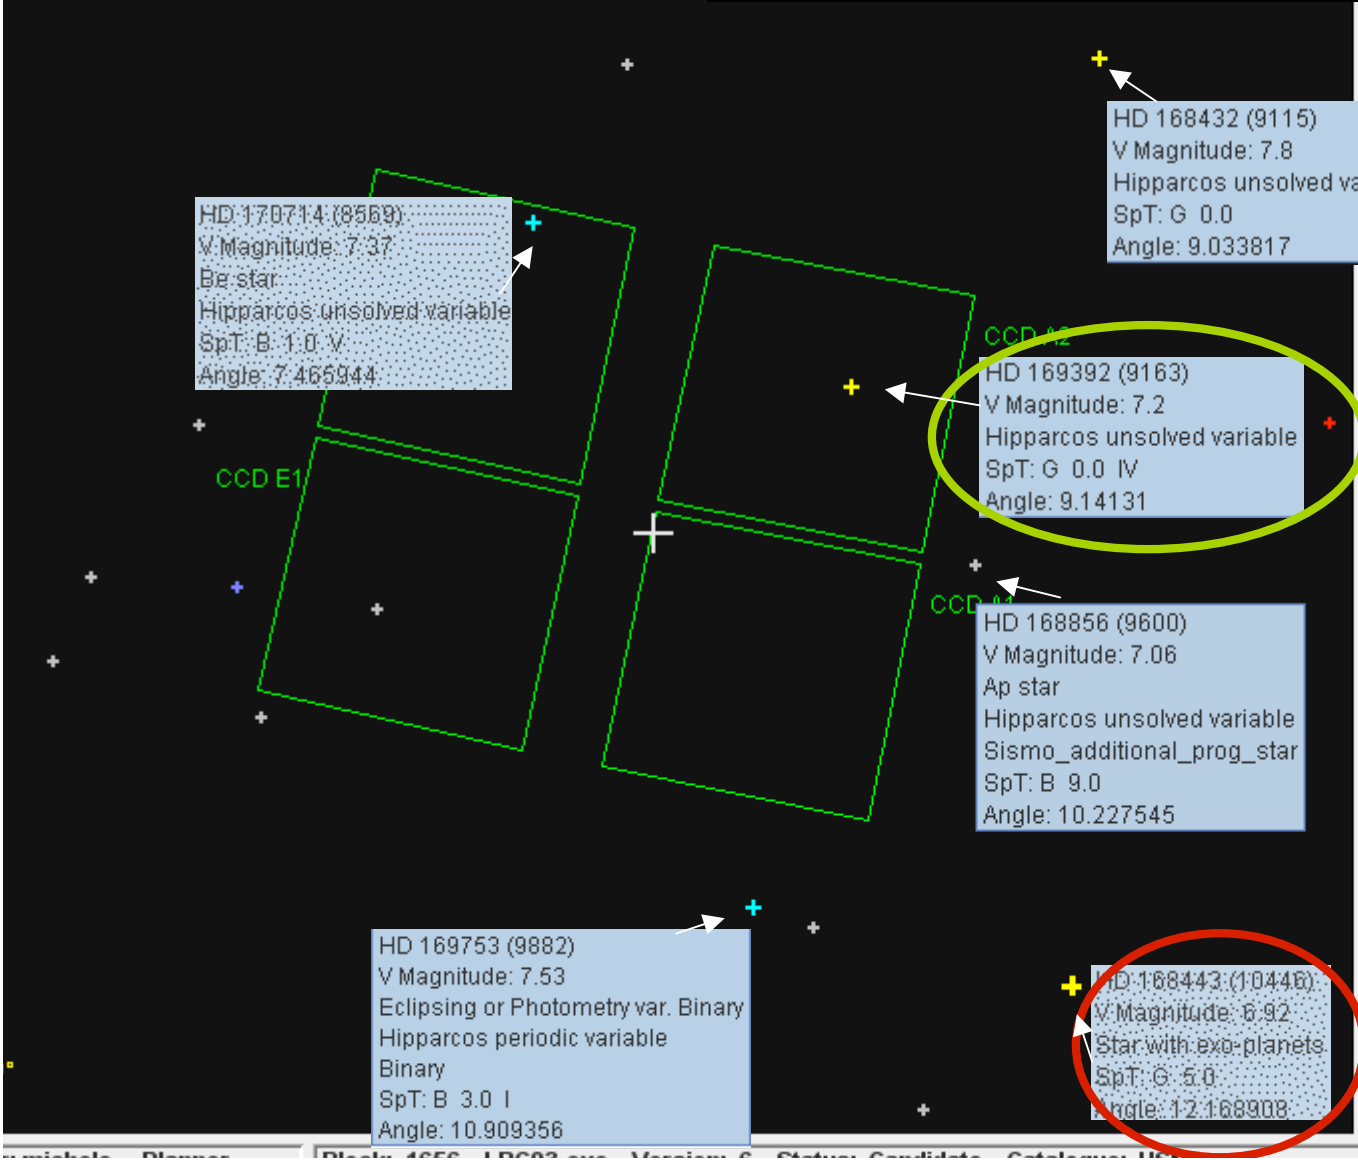 HD 168432 (9115)
V Magnitude: 7.8
Hipparcos unsolved va
SpT: G 0.0
Angle: 9.033817
HD 170714 (8569)
V Magnitude: 7.37
Be star
Hipparcos unsolved variable
SpT: B 1.0 V
Angle: 7.465944
CCD A2
HD 169392 (9163)
V Magnitude: 7.2
Hipparcos unsolved variable
SpT: G 0.0 IV
Angle: 9.14131
CCD E1
CCD A1
HD 168856 (9600)
V Magnitude: 7.06
Ap star
Hipparcos unsolved variable
Sismo_additional_prog_star
SpT: B 9.0
Angle: 10.227545
HD 169753 (9882)
V Magnitude: 7.53
Eclipsing or Photometry var. Binary
Hipparcos periodic variable
Binary
SpT: B 3.0 I
Angle: 10.909356
HD 168443 (10446)
V Magnitude: 6.92
Star with exo-planets
SpT: G 5.0
Angle: 12.168908